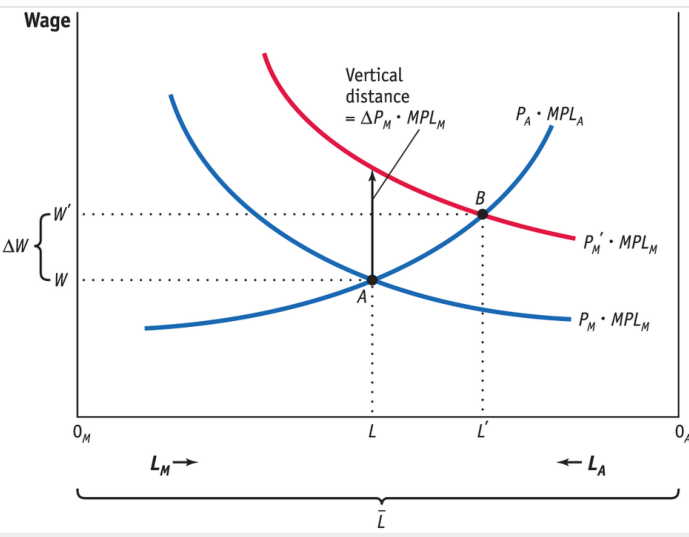 Wage
Vertical
distance
= ΔP_M · MPL_M
P_A · MPL_A
B
W′
P_M′ · MPL_M
ΔW
W
A
P_M · MPL_M
0_M
L
L′
0_A
L_M →
← L_A
L̄